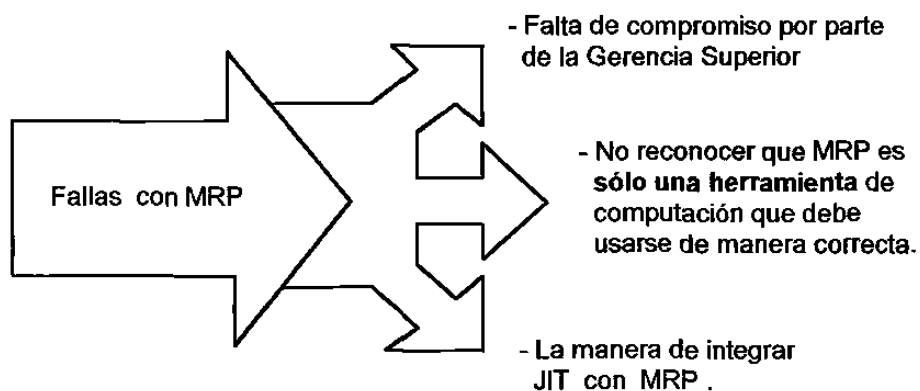 - Falta de compromiso por parte
de la Gerencia Superior
Fallas con MRP
- No reconocer que MRP es
sólo una herramienta de
computación que debe
usarse de manera correcta.
- La manera de integrar
JIT con MRP .